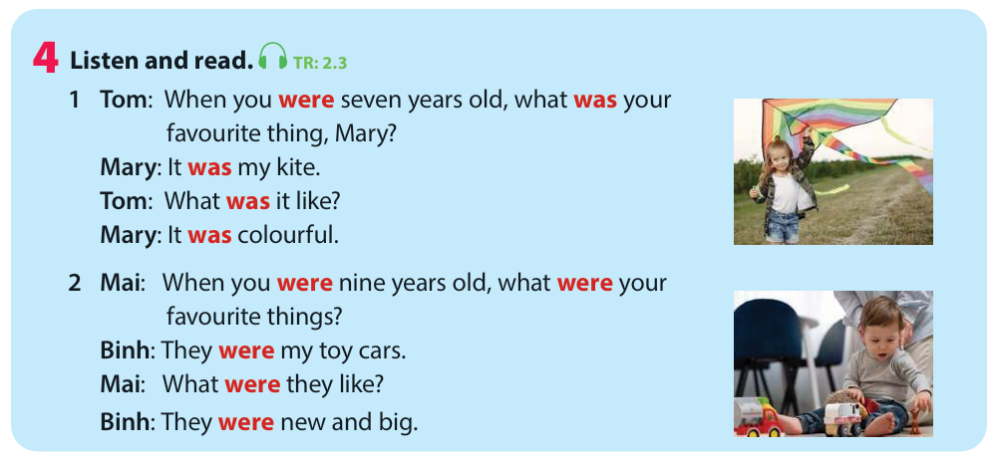 4 Listen and read. TR: 2.3
1 Tom: When you were seven years old, what was your
favourite thing, Mary?
Mary: It was my kite.
Tom: What was it like?
Mary: It was colourful.
2 Mai: When you were nine years old, what were your
favourite things?
Binh: They were my toy cars.
Mai: What were they like?
Binh: They were new and big.